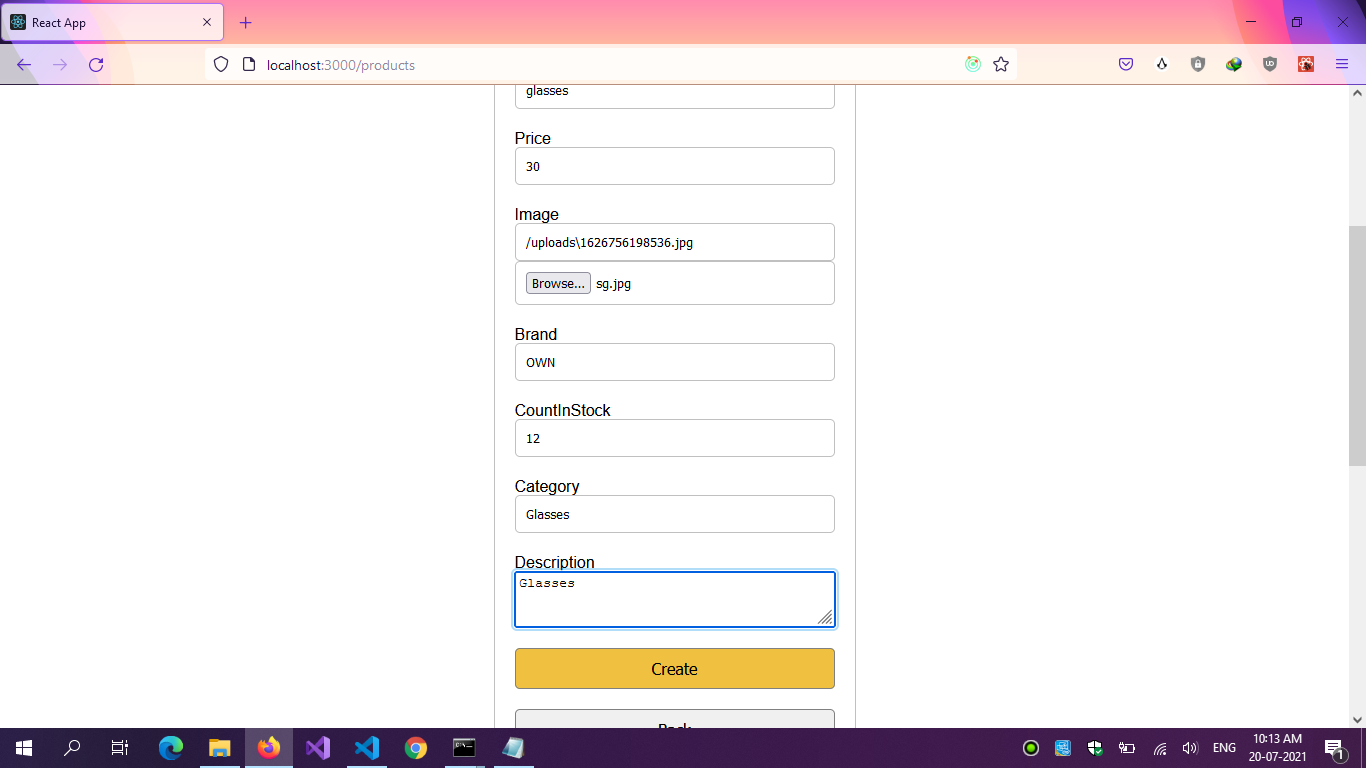 React App
localhost:3000/products
glasses
Price
30
Image
/uploads\1626756198536.jpg
Browse... sg.jpg
Brand
OWN
CountInStock
12
Category
Glasses
Description
Glasses
Create
Back
ENG
10:13 AM
20-07-2021
1